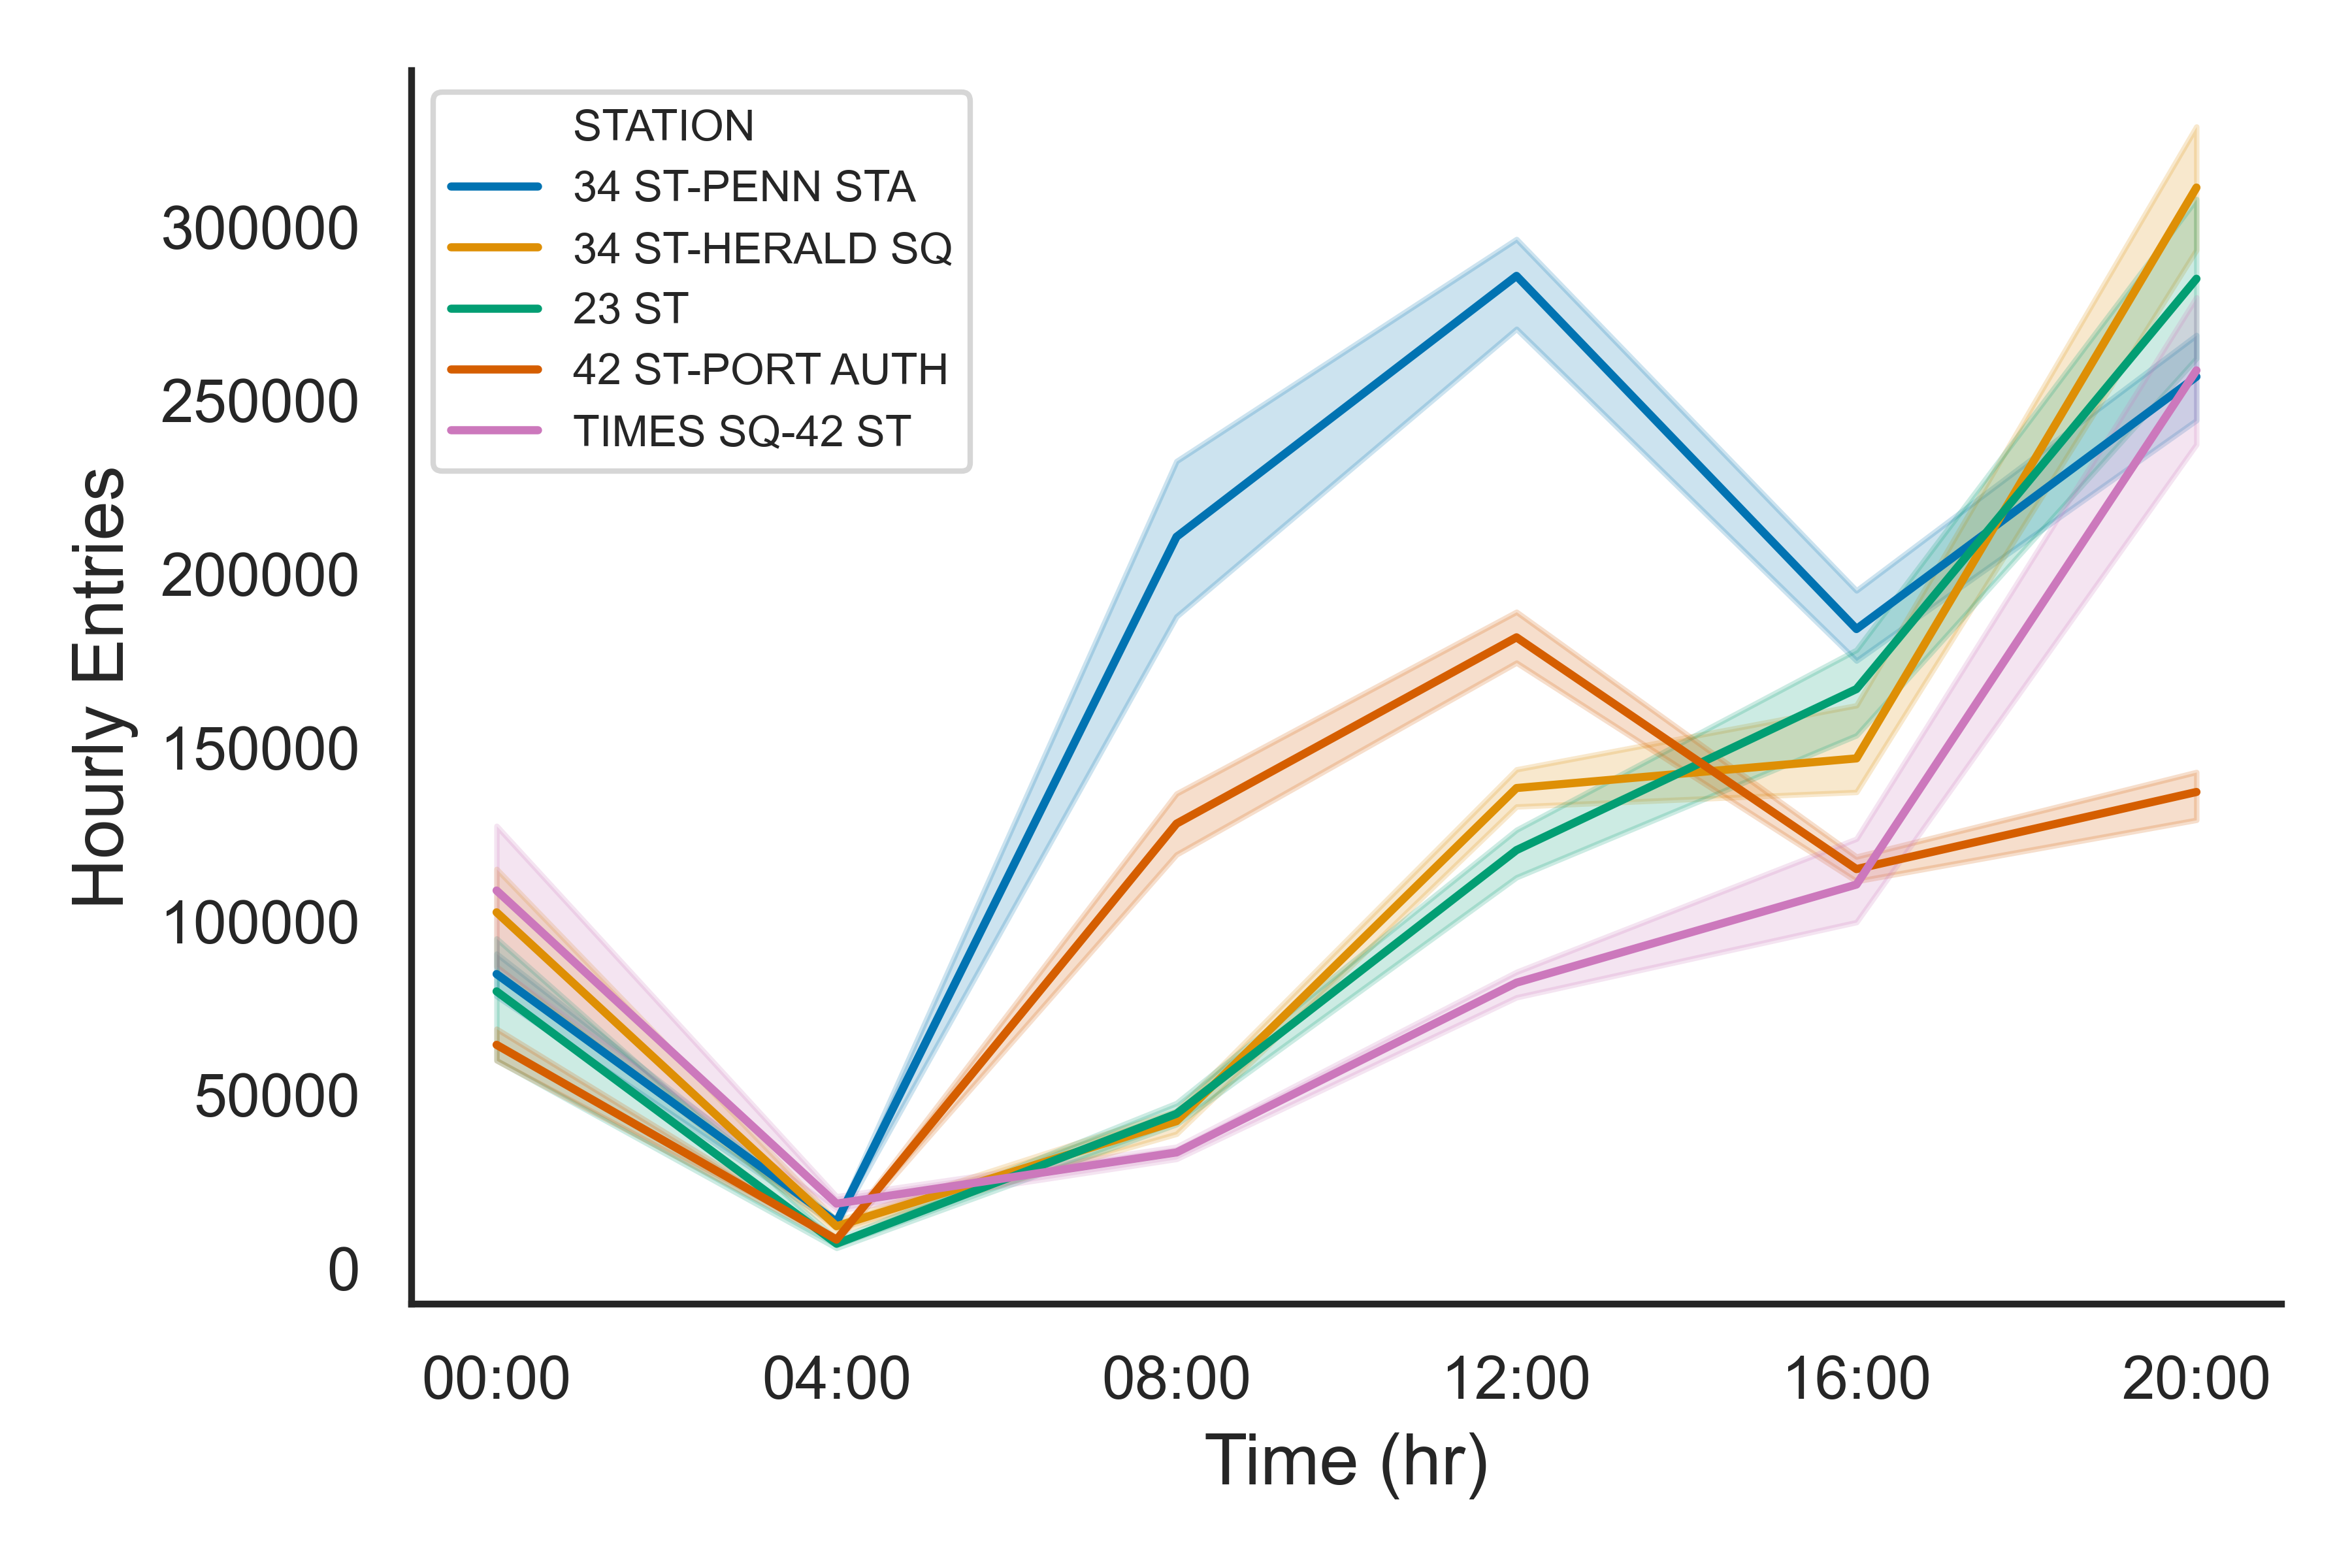 STATION
34 ST-PENN STA
34 ST-HERALD SQ
23 ST
42 ST-PORT AUTH
TIMES SQ-42 ST
Hourly Entries
300000
250000
200000
150000
100000
50000
0
00:00 04:00 08:00 12:00 16:00 20:00
Time (hr)